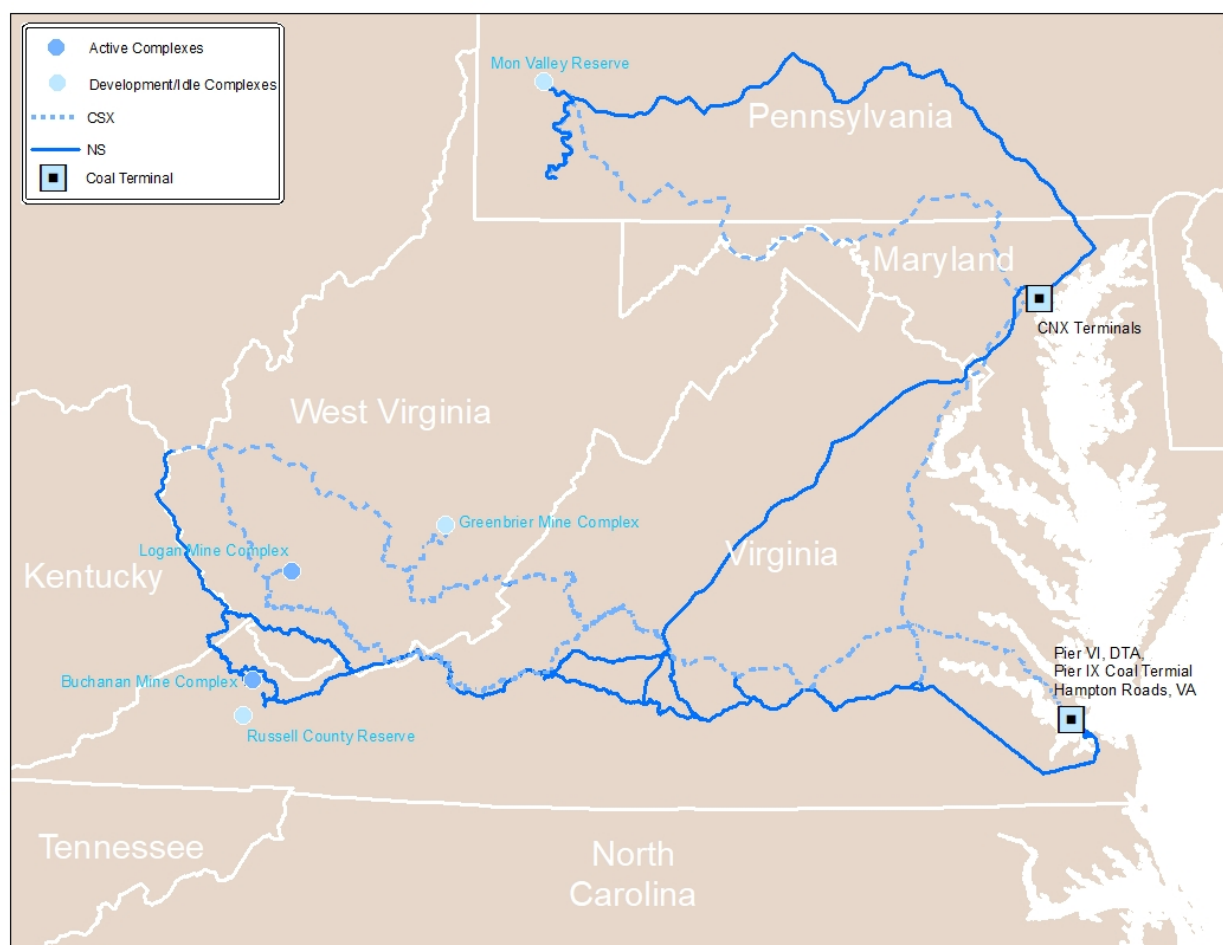 Active Complexes
Development/Idle Complexes
CSX
NS
Coal Terminal
Mon Valley Reserve
Pennsylvania
Maryland
CNX Terminals
West Virginia
Greenbrier Mine Complex
Logan Mine Complex
Virginia
Kentucky
Pier VI, DTA,
Pier IX Coal Termial
Hampton Roads, VA
Buchanan Mine Complex
Russell County Reserve
Tennessee
North
Carolina